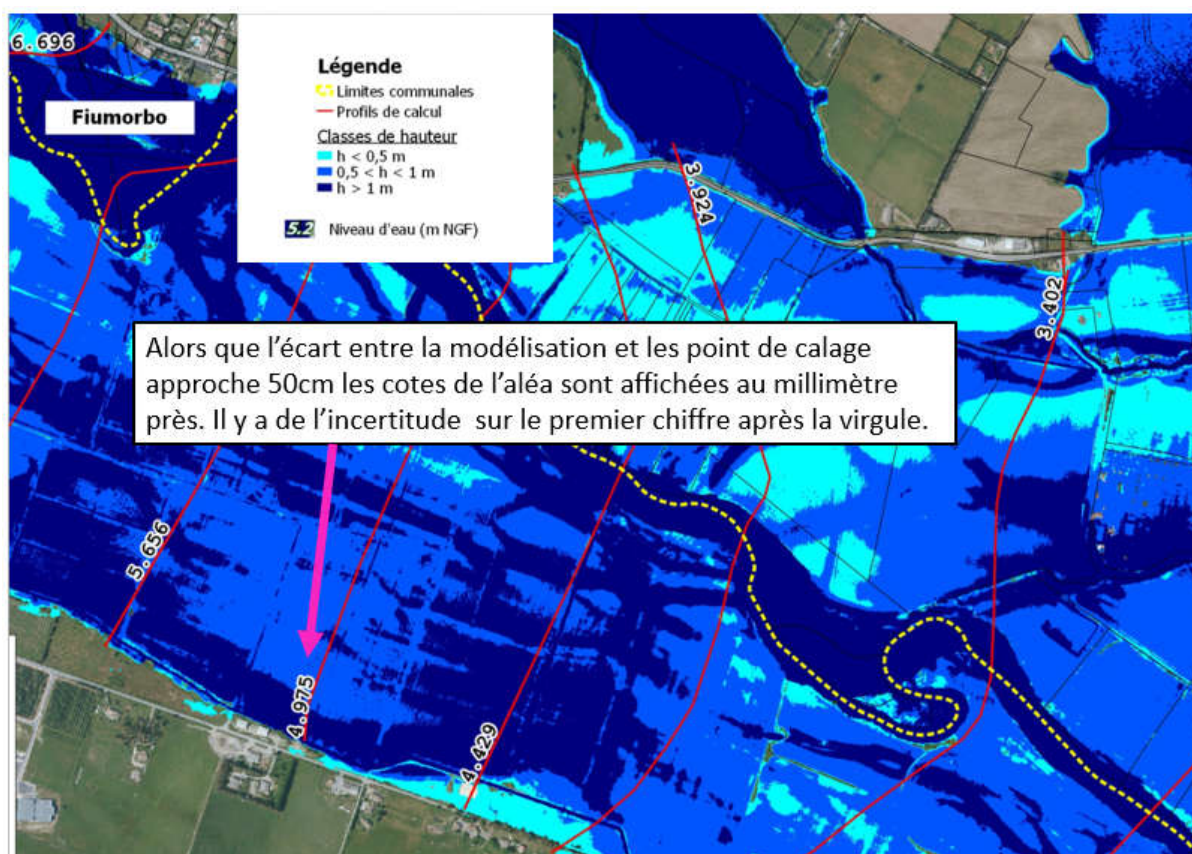 6.696
Fiumorbo
Légende
Limites communales
Profils de calcul
Classes de hauteur
h < 0,5 m
0,5 < h < 1 m
h > 1 m
5.2 Niveau d'eau (m NGF)
3.924
3.402
Alors que l’écart entre la modélisation et les point de calage
approche 50cm les cotes de l’aléa sont affichées au millimètre
près. Il y a de l’incertitude sur le premier chiffre après la virgule.
5.656
4.975
4.429